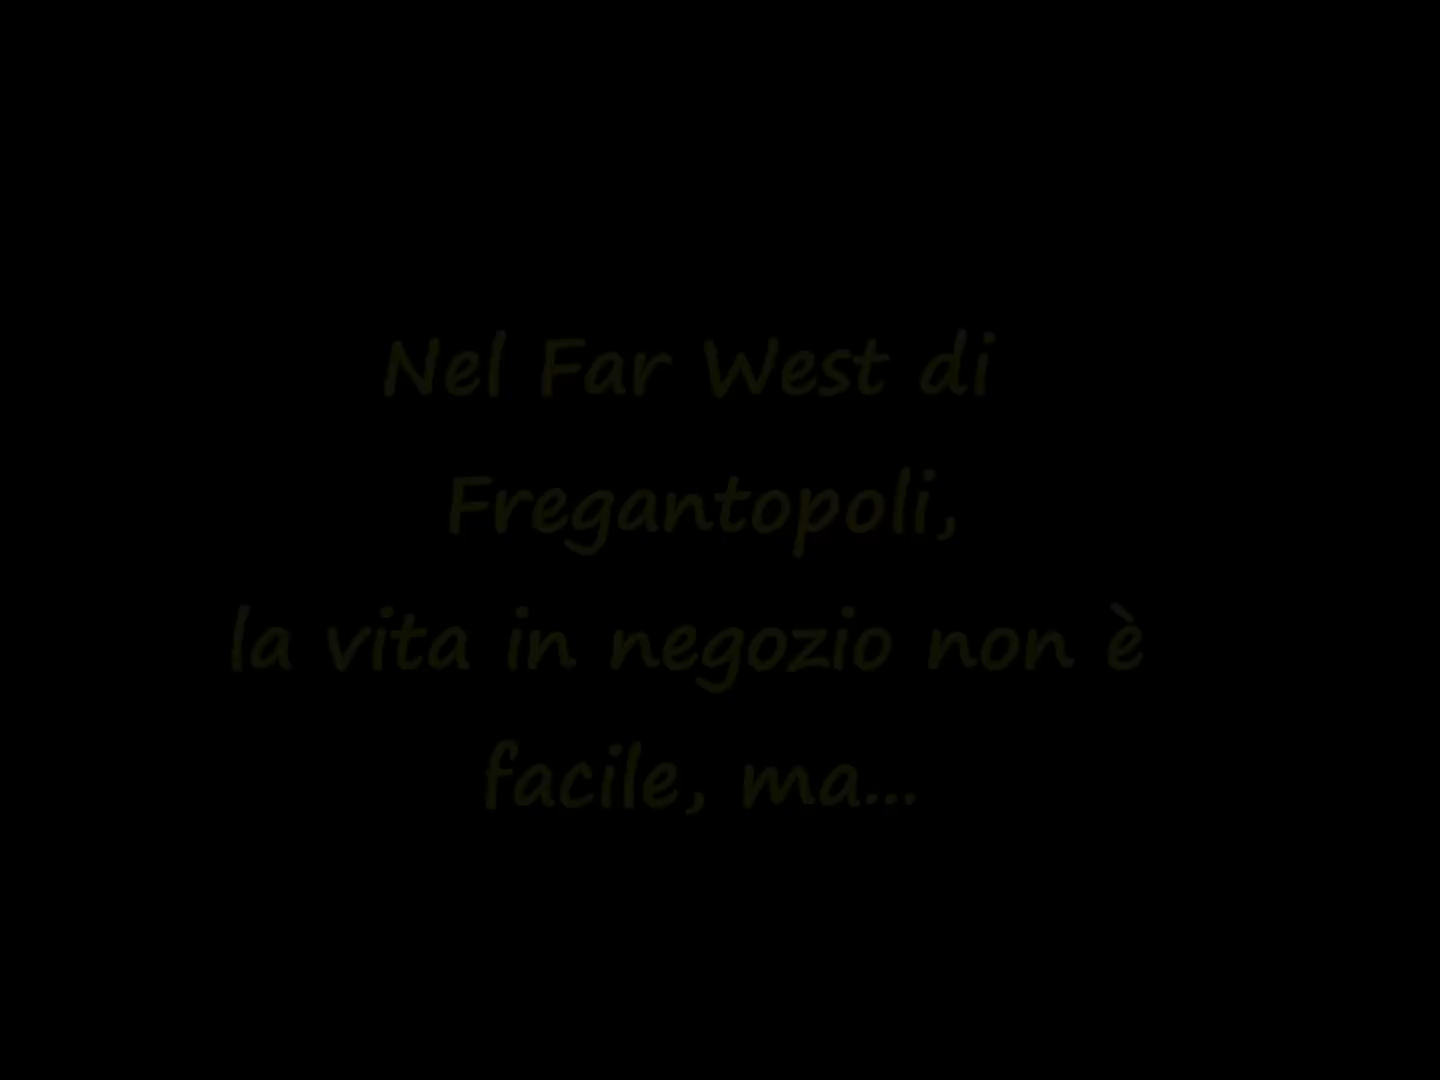 Nel Far West di
Fregantopoli,
la vita in negozio non è
facile, ma...